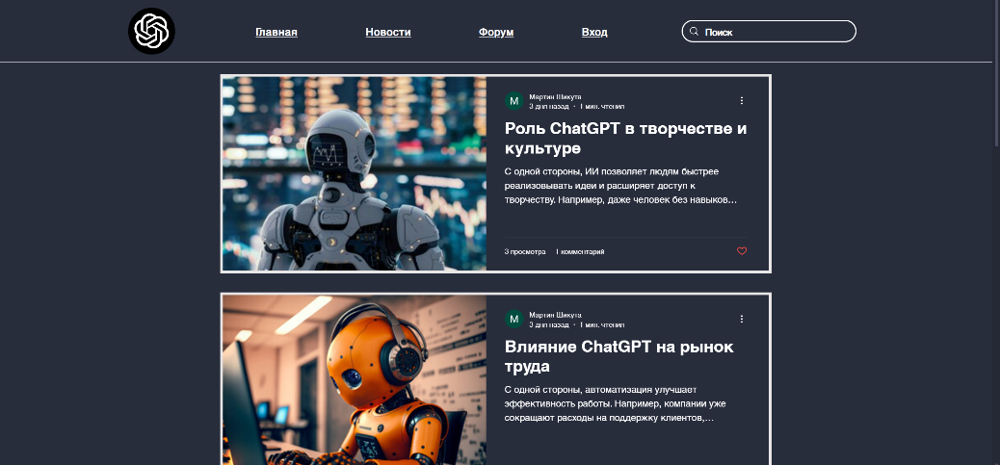 Главная Новости Форум Вход Поиск
М Мартин Шикута
3 дня назад · 1 мин. чтения
Роль ChatGPT в творчестве и
культуре
С одной стороны, ИИ позволяет людям быстрее
реализовывать идеи и расширяет доступ к
творчеству. Например, даже человек без навыков…
3 просмотра 1 комментарий
М Мартин Шикута
3 дня назад · 1 мин. чтения
Влияние ChatGPT на рынок
труда
С одной стороны, автоматизация улучшает
эффективность работы. Например, компании уже
сокращают расходы на поддержку клиентов,…